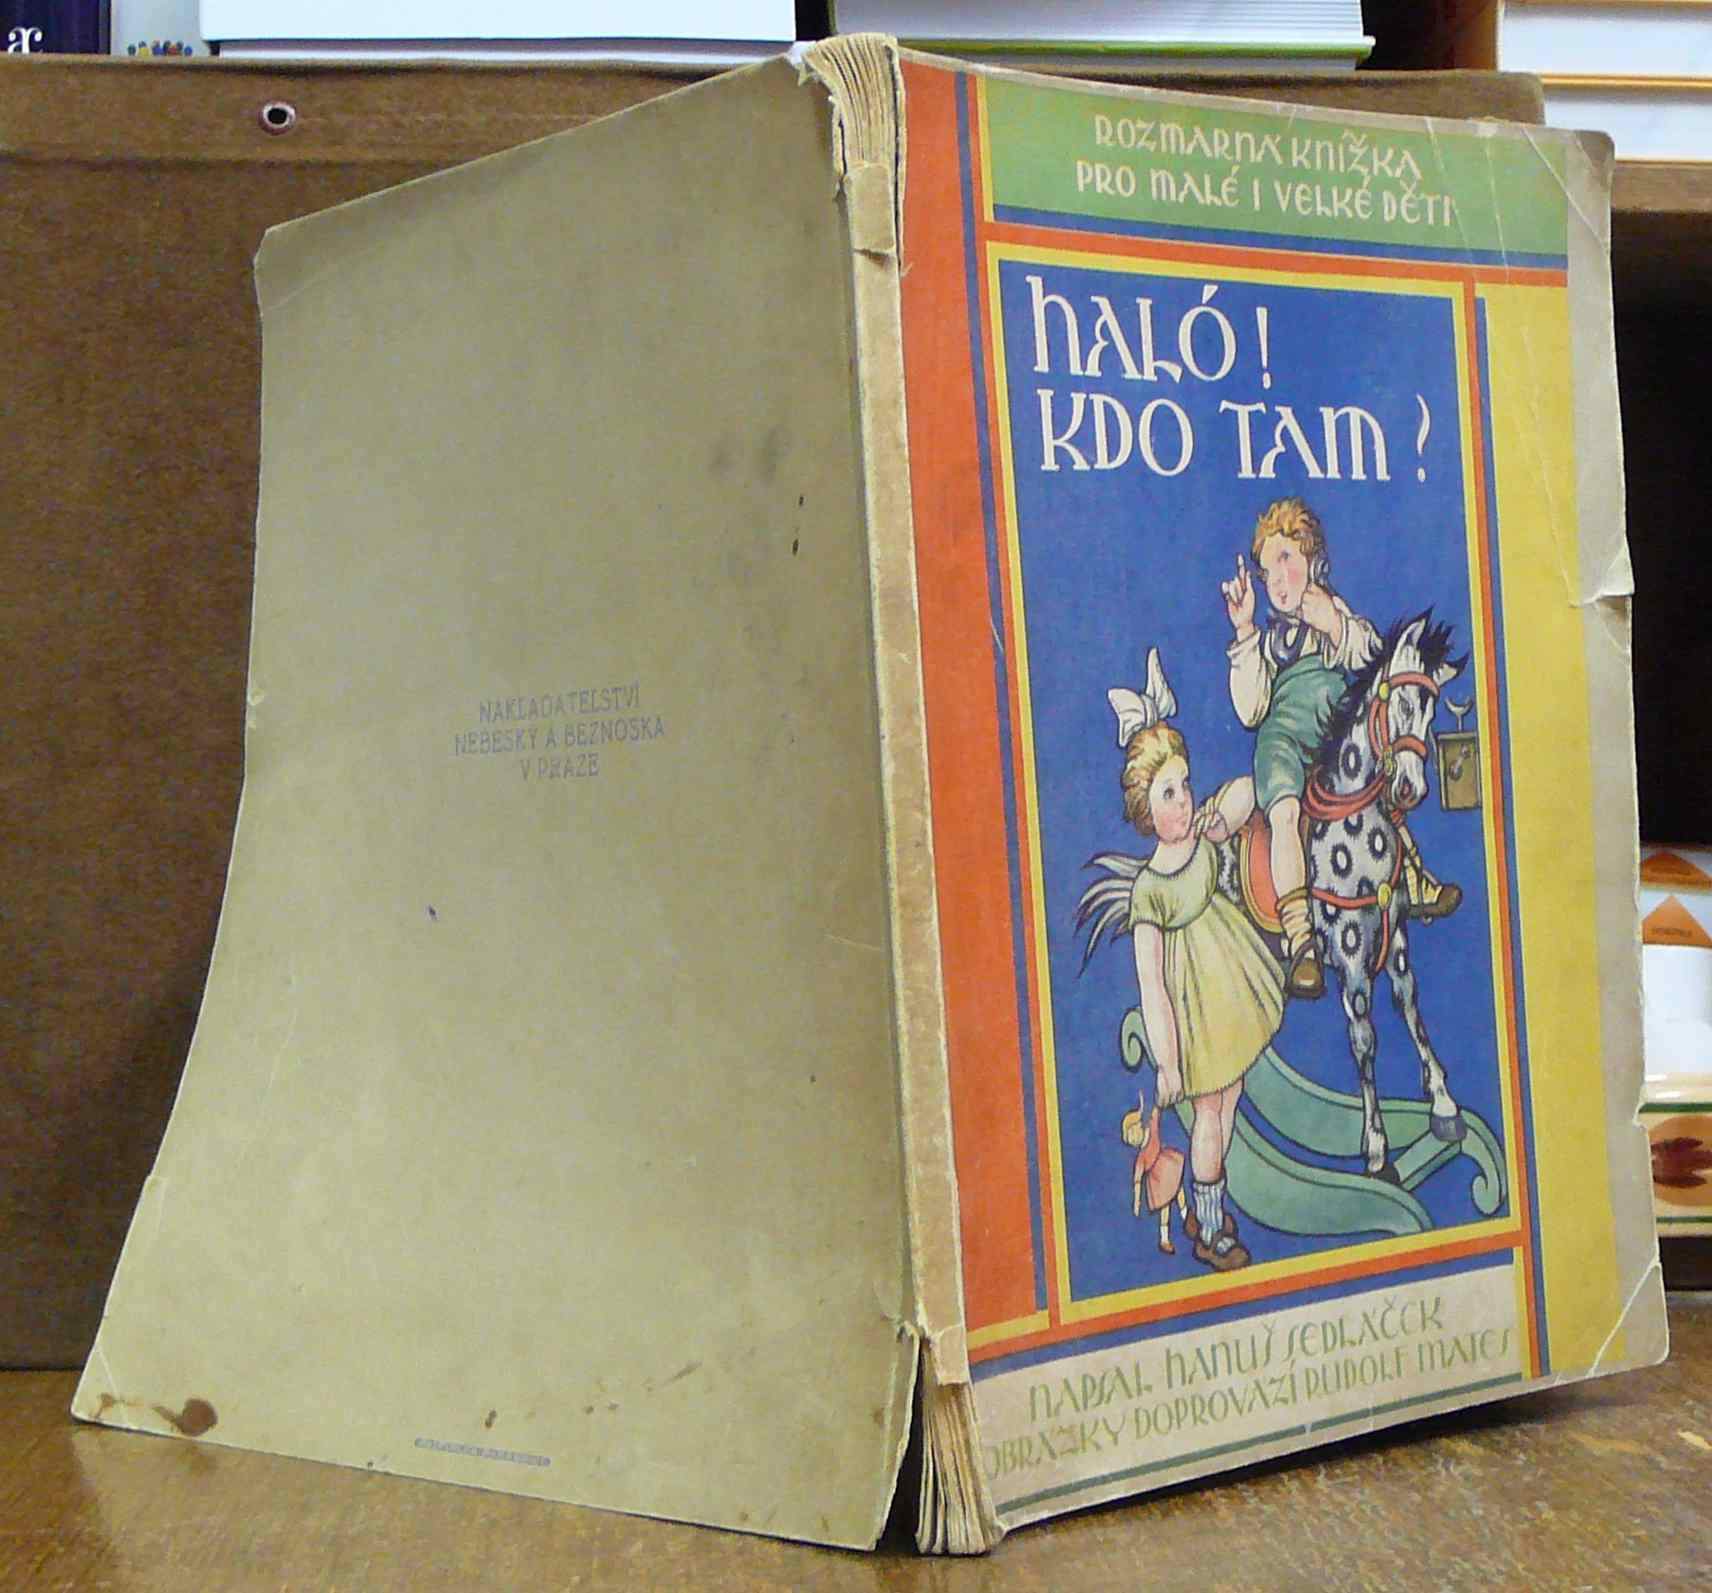 ROZMARNÁ KNÍŽKA
PRO MALÉ I VELKÉ DĚTI
HALÓ!
KDO TAM?
NAPSAL HANUŠ SEDLÁČEK
OBRÁZKY DOPROVÁZÍ RUDOLF MATES
NAKLADATELSTVÍ
NEBESKÝ A BEZNOSKA
V PRAZE